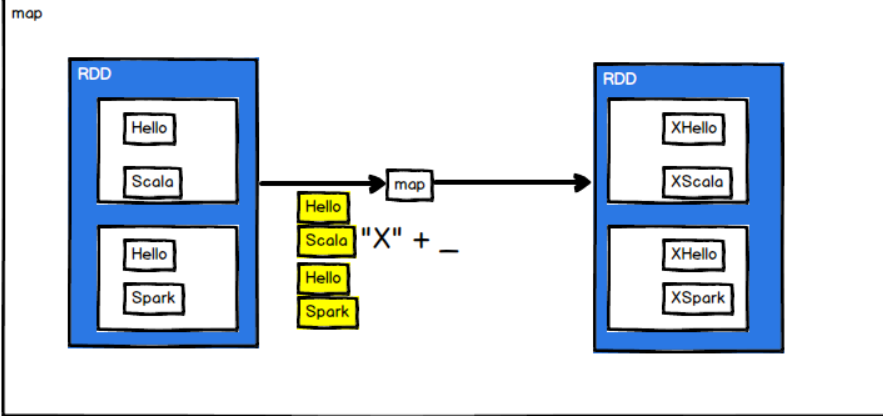 map
RDD
Hello
Scala
Hello
Spark
map
Hello
Scala "X" + _
Hello
Spark
RDD
XHello
XScala
XHello
XSpark